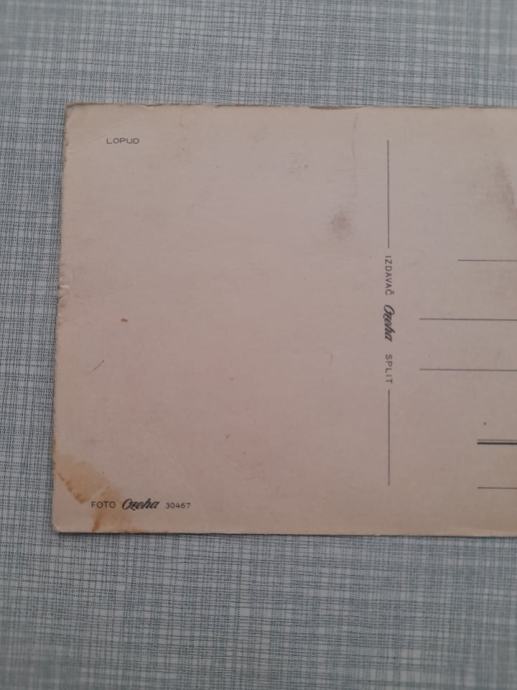 LOPUD
IZDAVAČ Ozeha SPLIT
FOTO Ozeha 30467